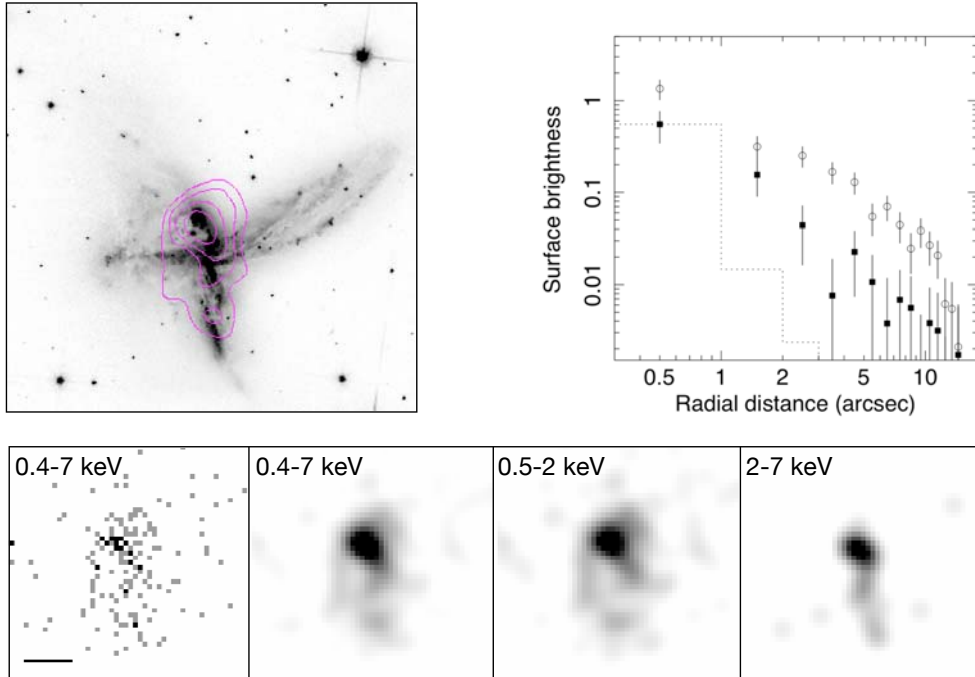 Surface brightness
1
0.1
0.01
0.5 1 2 5 10
Radial distance (arcsec)
0.4-7 keV
0.4-7 keV
0.5-2 keV
2-7 keV